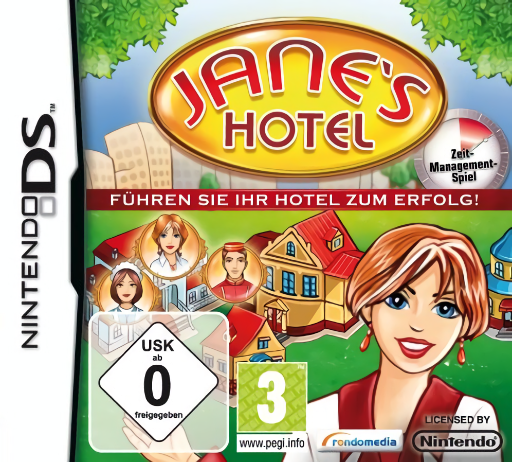 NINTENDO DS™
JANE'S
HOTEL
Zeit-
Management-
Spiel
FÜHREN SIE IHR HOTEL ZUM ERFOLG!
USK
ab
0
freigegeben
3
www.pegi.info
rondomedia
LICENSED BY
Nintendo